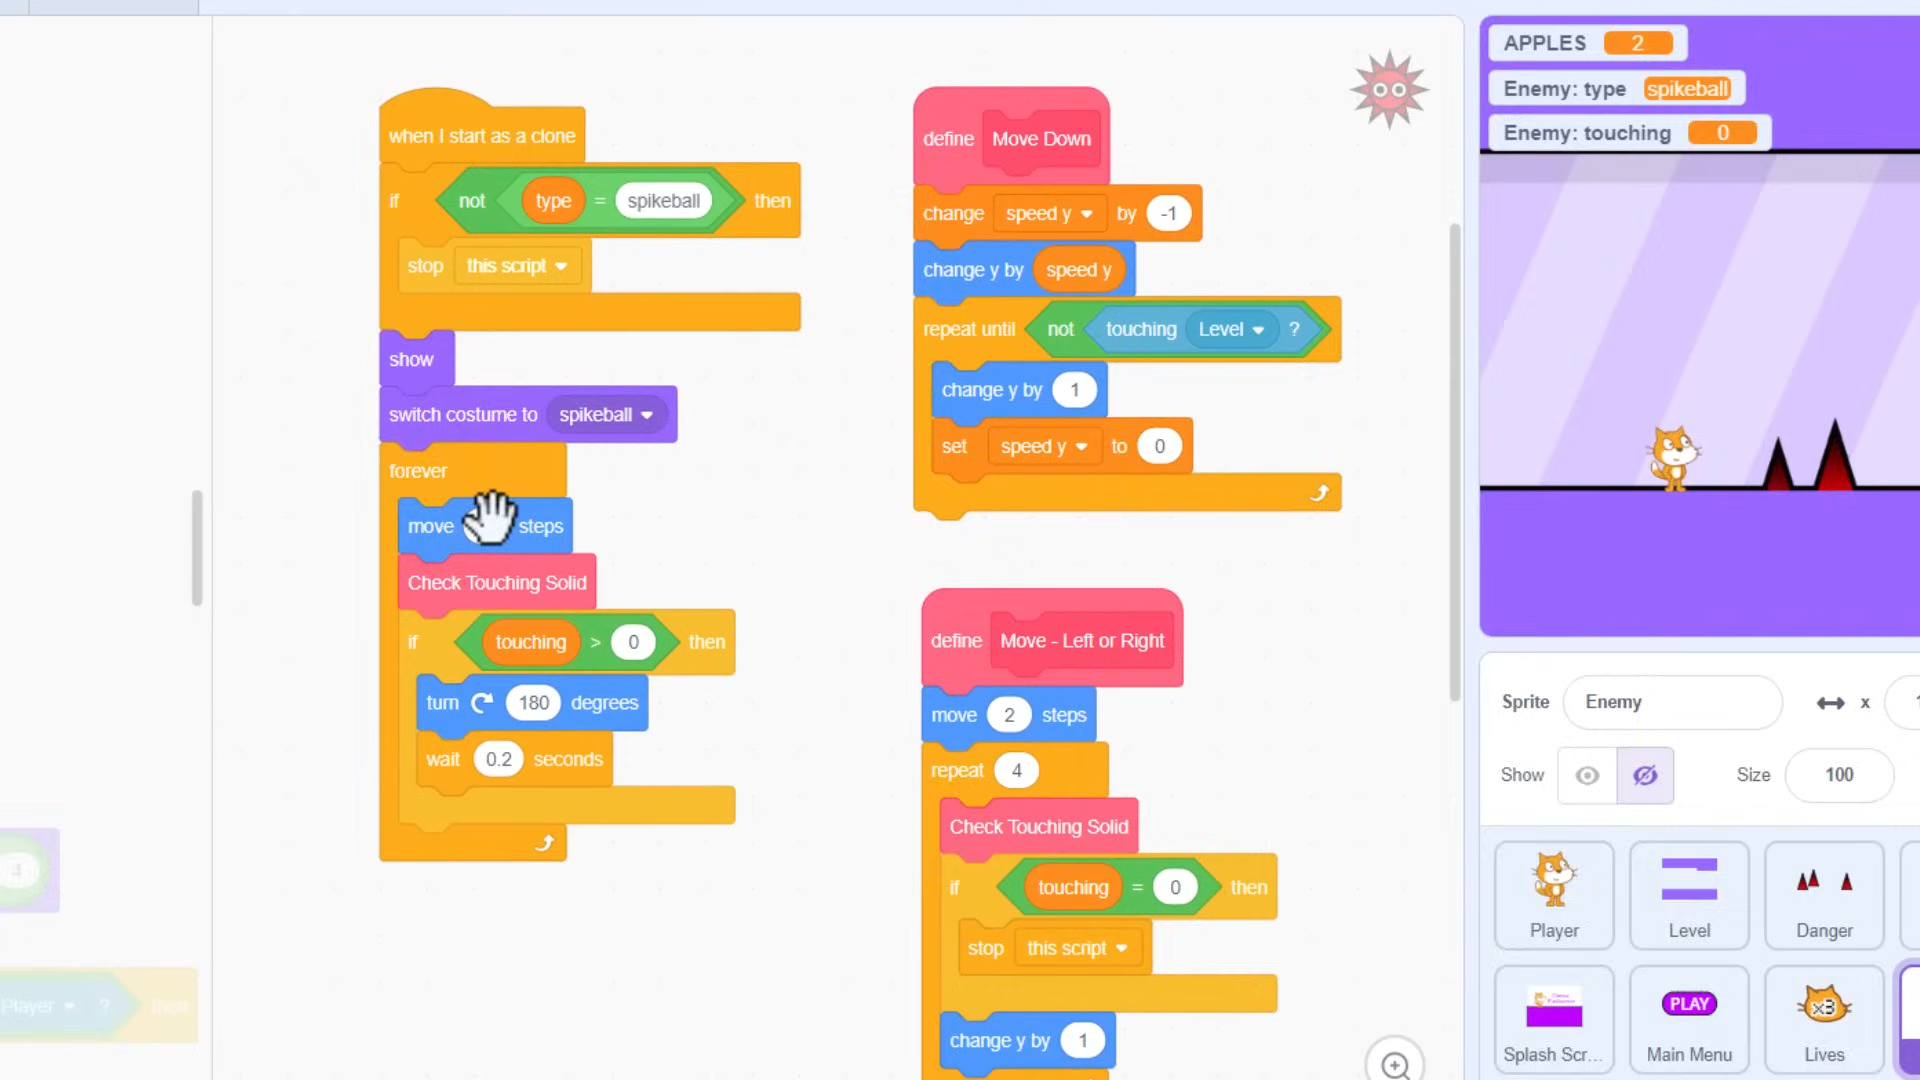 when I start as a clone
if not type = spikeball then
stop this script
show
switch costume to spikeball
forever
move steps
Check Touching Solid
if touching > 0 then
turn 180 degrees
wait 0.2 seconds
4
Player ? then
define Move Down
change speed y by -1
change y by speed y
repeat until not touching Level ?
change y by 1
set speed y to 0
define Move - Left or Right
move 2 steps
repeat 4
Check Touching Solid
if touching = 0 then
stop this script
change y by 1
APPLES 2
Enemy: type spikeball
Enemy: touching 0
Sprite Enemy x
Show Size 100
Player Level Danger
PLAY x3
Splash Scr... Main Menu Lives